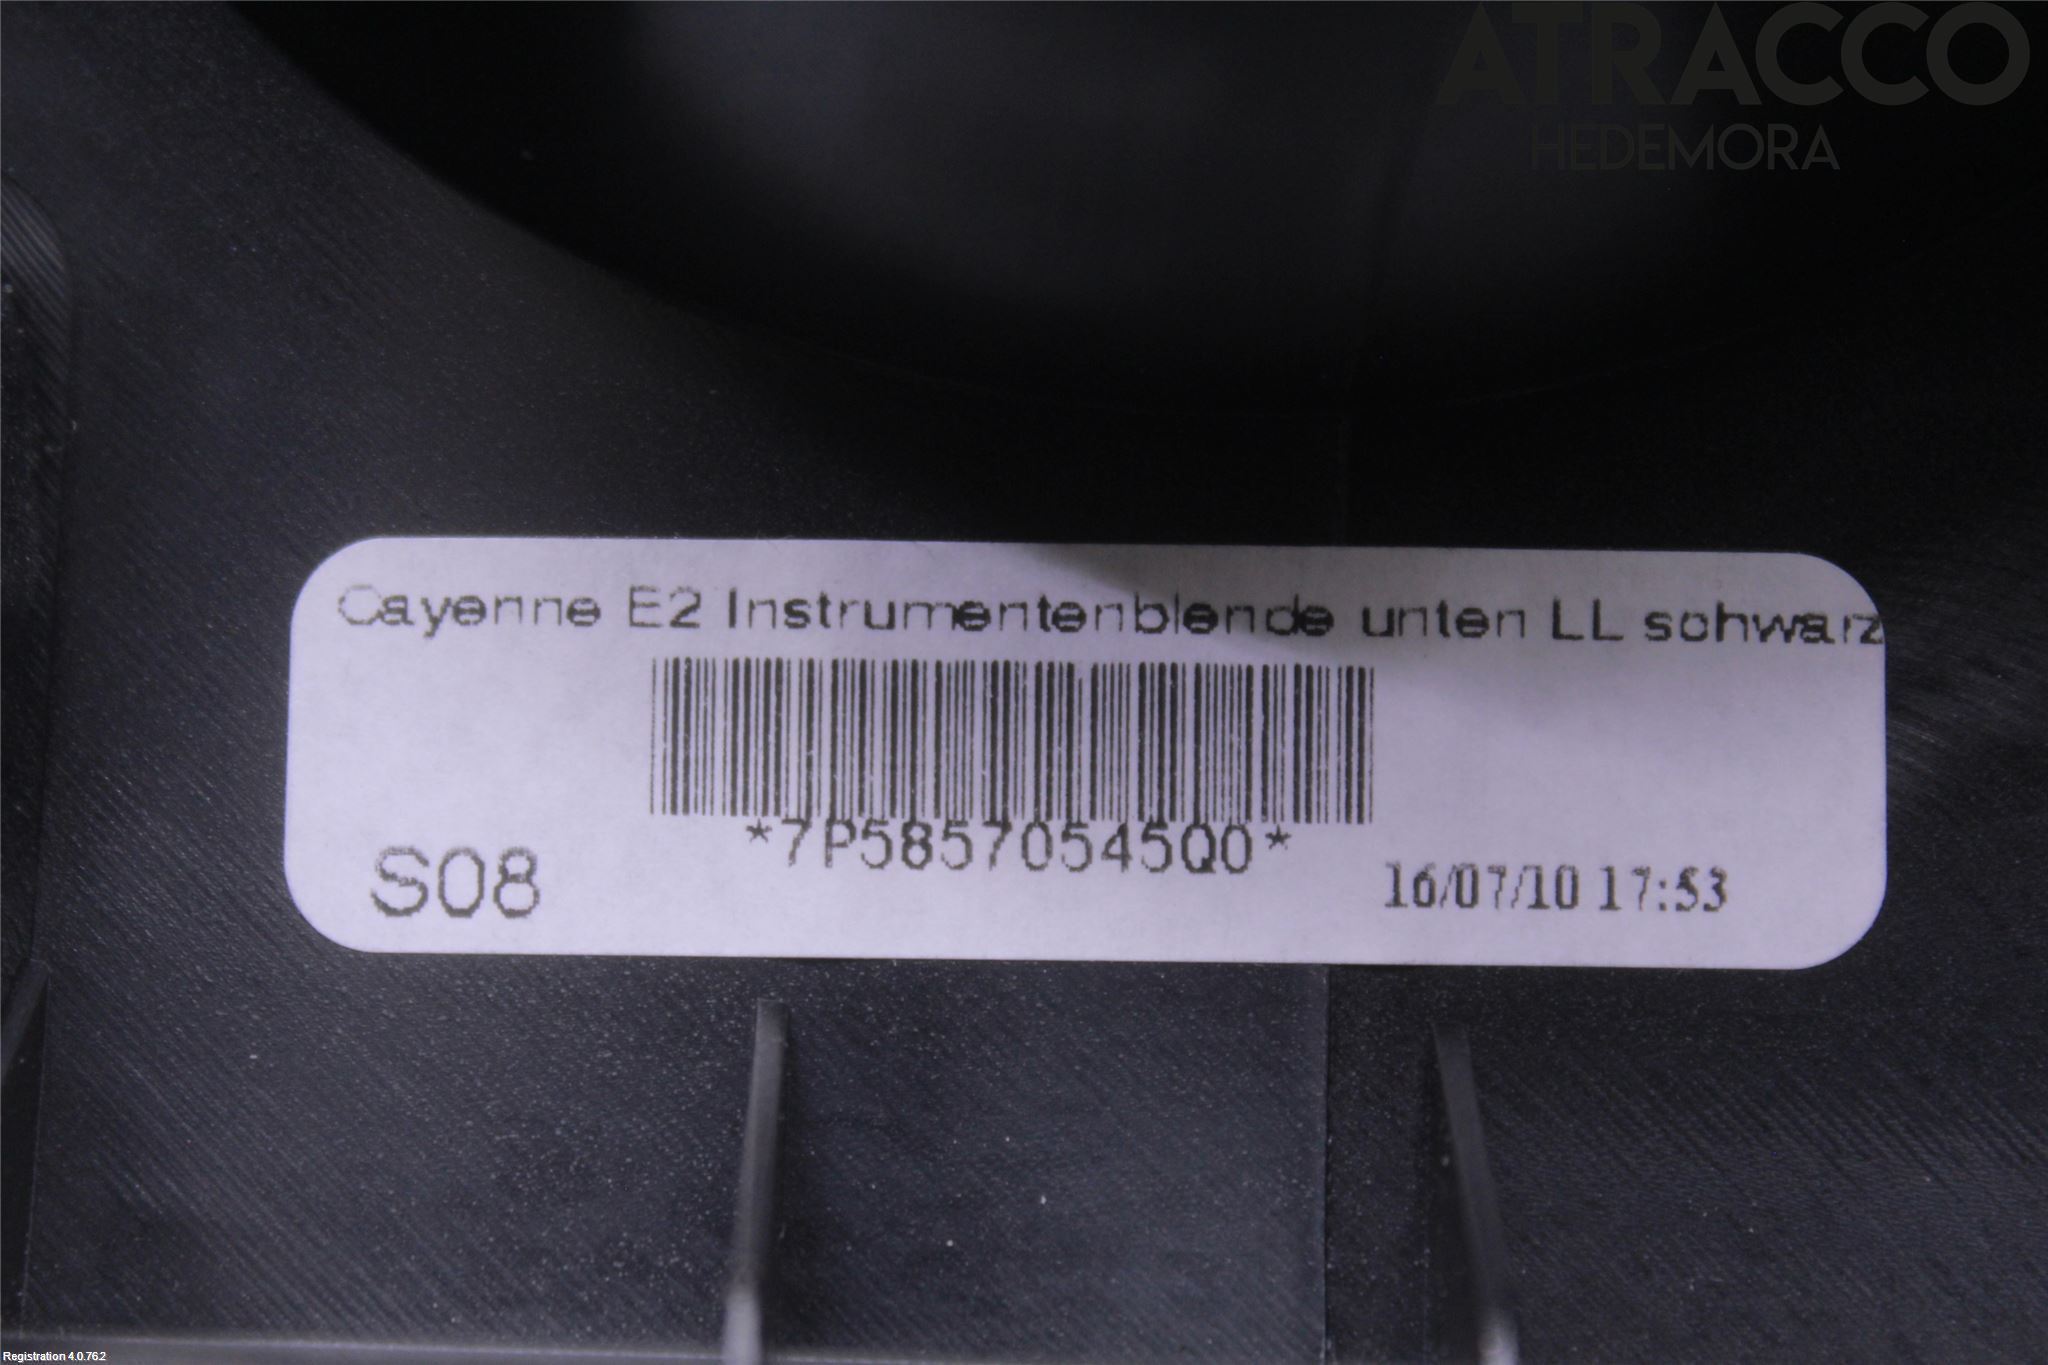 ATRACCO
HEDEMORA
Cayenne E2 Instrumentenblende unten LL schwarz
*7P58570545Q0*
S08
16/07/10 17:53
Registration 4.0.76.2